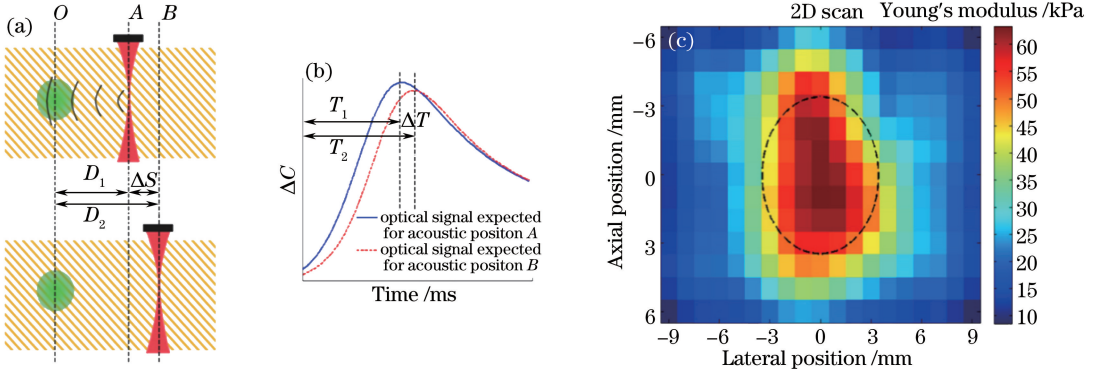 (a)
O A B
D1 ΔS
D2
(b)
T1
ΔT
T2
ΔC
optical signal expected
for acoustic positon A
optical signal expected
for acoustic positon B
Time /ms
2D scan Young's modulus /kPa
(c)
Axial position /mm
-6
-3
0
3
6
-9 -6 -3 0 3 6 9
Lateral position /mm
60
55
50
45
40
35
30
25
20
15
10